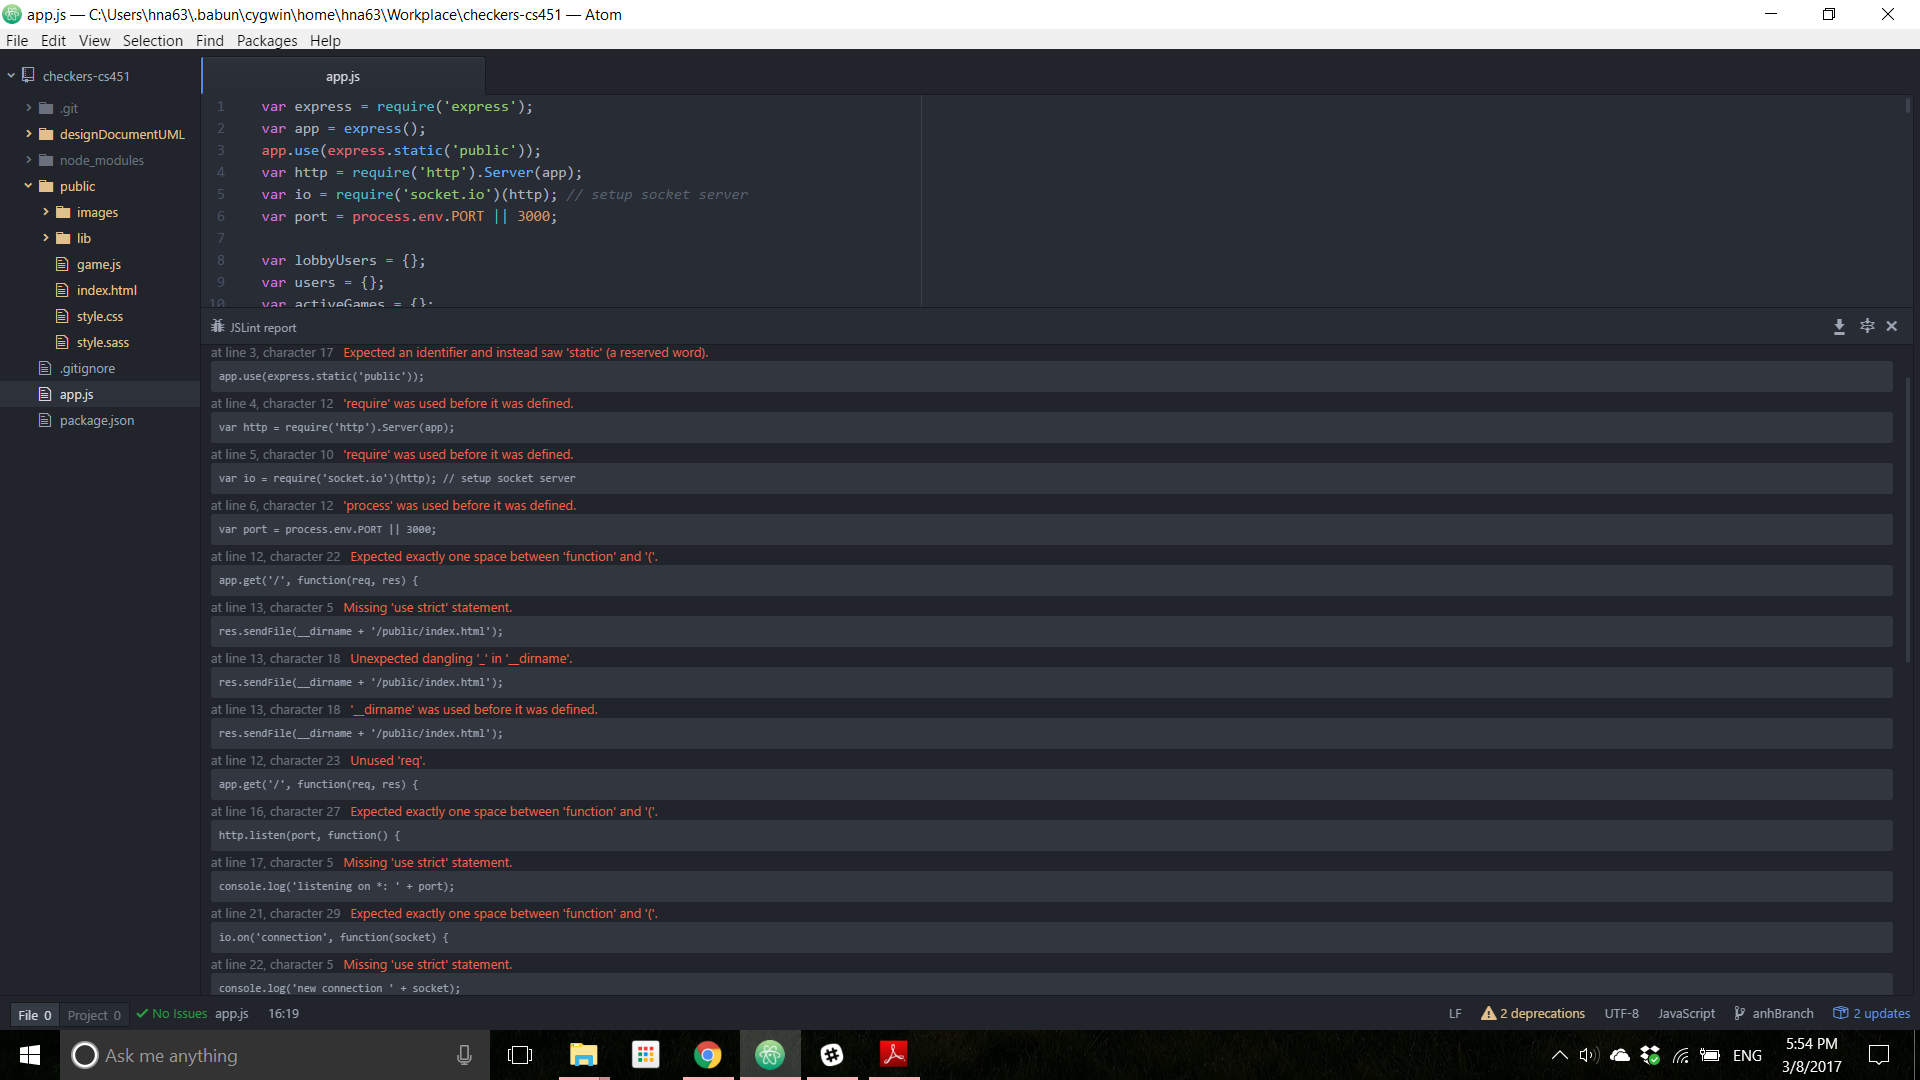 app.js — C:\Users\hna63\.babun\cygwin\home\hna63\Workplace\checkers-cs451 — Atom
File Edit View Selection Find Packages Help
checkers-cs451
.git
designDocumentUML
node_modules
public
images
lib
game.js
index.html
style.css
style.sass
.gitignore
app.js
package.json
app.js
1 var express = require('express');
2 var app = express();
3 app.use(express.static('public'));
4 var http = require('http').Server(app);
5 var io = require('socket.io')(http); // setup socket server
6 var port = process.env.PORT || 3000;
7
8 var lobbyUsers = {};
9 var users = {};
10 var activeGames = {};
JSLint report
at line 3, character 17 Expected an identifier and instead saw 'static' (a reserved word).
app.use(express.static('public'));
at line 4, character 12 'require' was used before it was defined.
var http = require('http').Server(app);
at line 5, character 10 'require' was used before it was defined.
var io = require('socket.io')(http); // setup socket server
at line 6, character 12 'process' was used before it was defined.
var port = process.env.PORT || 3000;
at line 12, character 22 Expected exactly one space between 'function' and '('.
app.get('/', function(req, res) {
at line 13, character 5 Missing 'use strict' statement.
res.sendFile(__dirname + '/public/index.html');
at line 13, character 18 Unexpected dangling '_' in '__dirname'.
res.sendFile(__dirname + '/public/index.html');
at line 13, character 18 '__dirname' was used before it was defined.
res.sendFile(__dirname + '/public/index.html');
at line 12, character 23 Unused 'req'.
app.get('/', function(req, res) {
at line 16, character 27 Expected exactly one space between 'function' and '('.
http.listen(port, function() {
at line 17, character 5 Missing 'use strict' statement.
console.log('listening on *: ' + port);
at line 21, character 29 Expected exactly one space between 'function' and '('.
io.on('connection', function(socket) {
at line 22, character 5 Missing 'use strict' statement.
console.log('new connection ' + socket);
File 0 Project 0 No Issues app.js 16:19 LF 2 deprecations UTF-8 JavaScript anhBranch 2 updates
Ask me anything
ENG
5:54 PM
3/8/2017